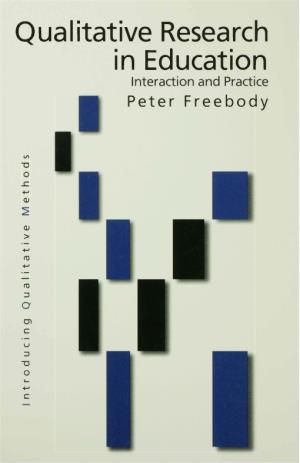 Qualitative Research
in Education
Interaction and Practice
Peter Freebody
Introducing Qualitative Methods